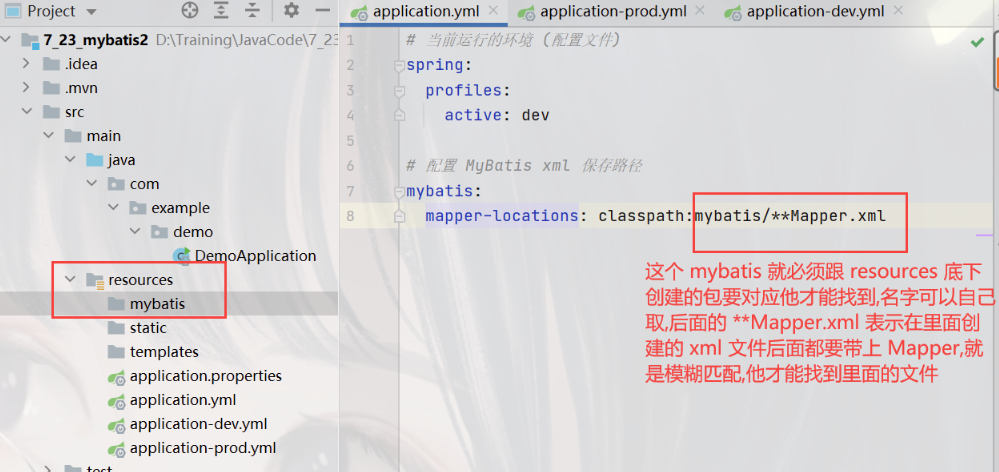 Project
application.yml
application-prod.yml
application-dev.yml
7_23_mybatis2 D:\Training\JavaCode\7_23
.idea
.mvn
src
main
java
com
example
demo
DemoApplication
resources
mybatis
static
templates
application.properties
application.yml
application-dev.yml
application-prod.yml
test
1 # 当前运行的环境 (配置文件)
2 spring:
3 profiles:
4 active: dev
5
6 # 配置 MyBatis xml 保存路径
7 mybatis:
8 mapper-locations: classpath:mybatis/**Mapper.xml
这个 mybatis 就必须跟 resources 底下
创建的包要对应他才能找到,名字可以自己
取,后面的 **Mapper.xml 表示在里面创
建的 xml 文件后面都要带上 Mapper,就
是模糊匹配,他才能找到里面的文件